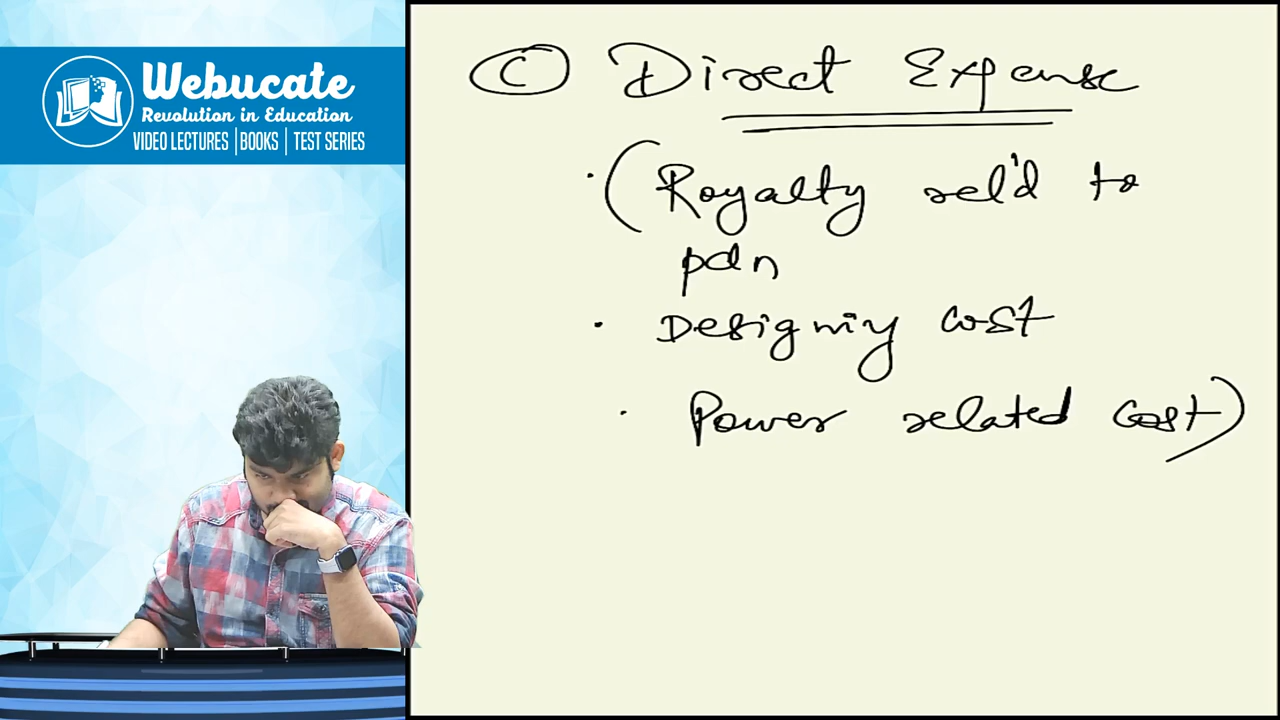 Webucate
Revolution in Education
VIDEO LECTURES | BOOKS | TEST SERIES
(C) Direct Expense
· (Royalty rel'd to
pdn
· Designing cost
· Power related cost)